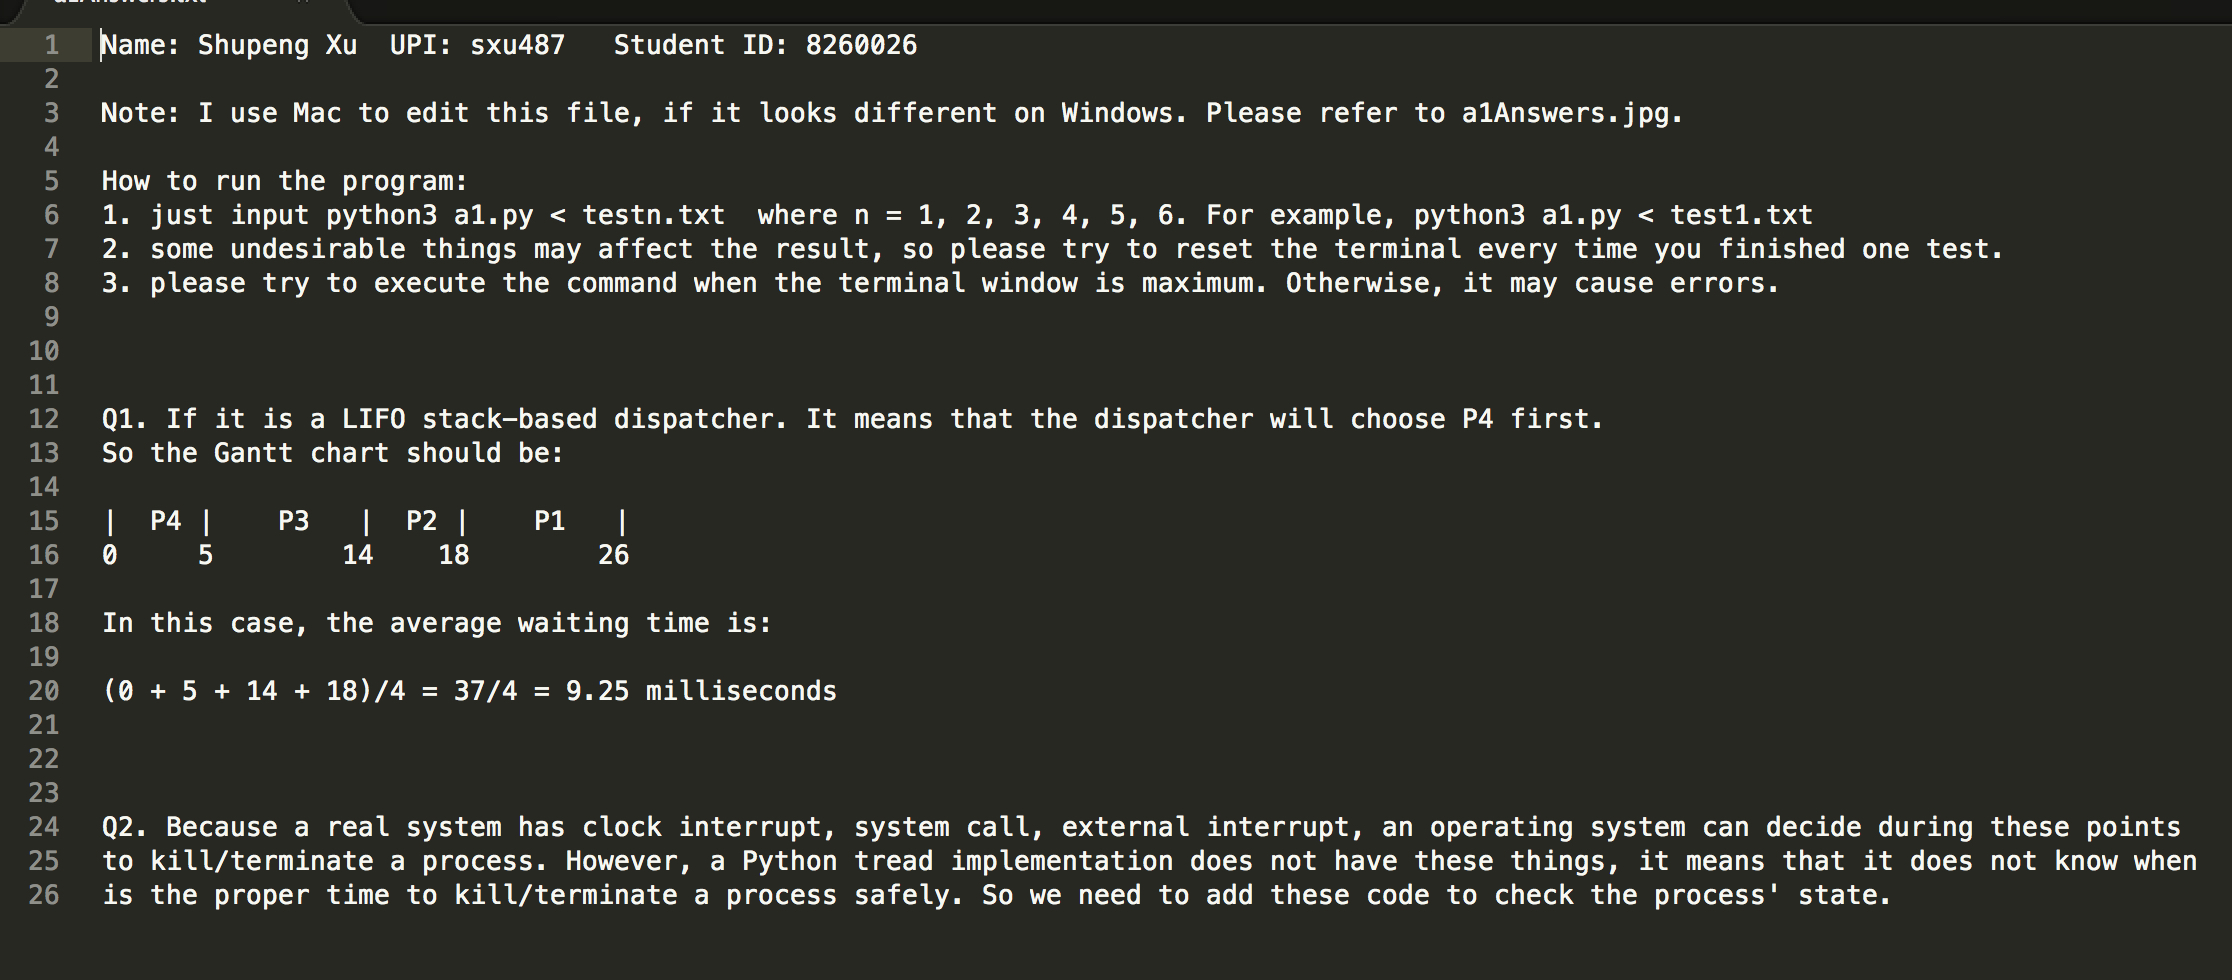 1 Name: Shupeng Xu  UPI: sxu487   Student ID: 8260026
2
3 Note: I use Mac to edit this file, if it looks different on Windows. Please refer to a1Answers.jpg.
4
5 How to run the program:
6 1. just input python3 a1.py < testn.txt  where n = 1, 2, 3, 4, 5, 6. For example, python3 a1.py < test1.txt
7 2. some undesirable things may affect the result, so please try to reset the terminal every time you finished one test.
8 3. please try to execute the command when the terminal window is maximum. Otherwise, it may cause errors.
9
10
11
12 Q1. If it is a LIFO stack-based dispatcher. It means that the dispatcher will choose P4 first.
13 So the Gantt chart should be:
14
15 |  P4 |    P3   |  P2 |    P1   |
16 0     5        14    18        26
17
18 In this case, the average waiting time is:
19
20 (0 + 5 + 14 + 18)/4 = 37/4 = 9.25 milliseconds
21
22
23
24 Q2. Because a real system has clock interrupt, system call, external interrupt, an operating system can decide during these points
25 to kill/terminate a process. However, a Python tread implementation does not have these things, it means that it does not know when
26 is the proper time to kill/terminate a process safely. So we need to add these code to check the process' state.